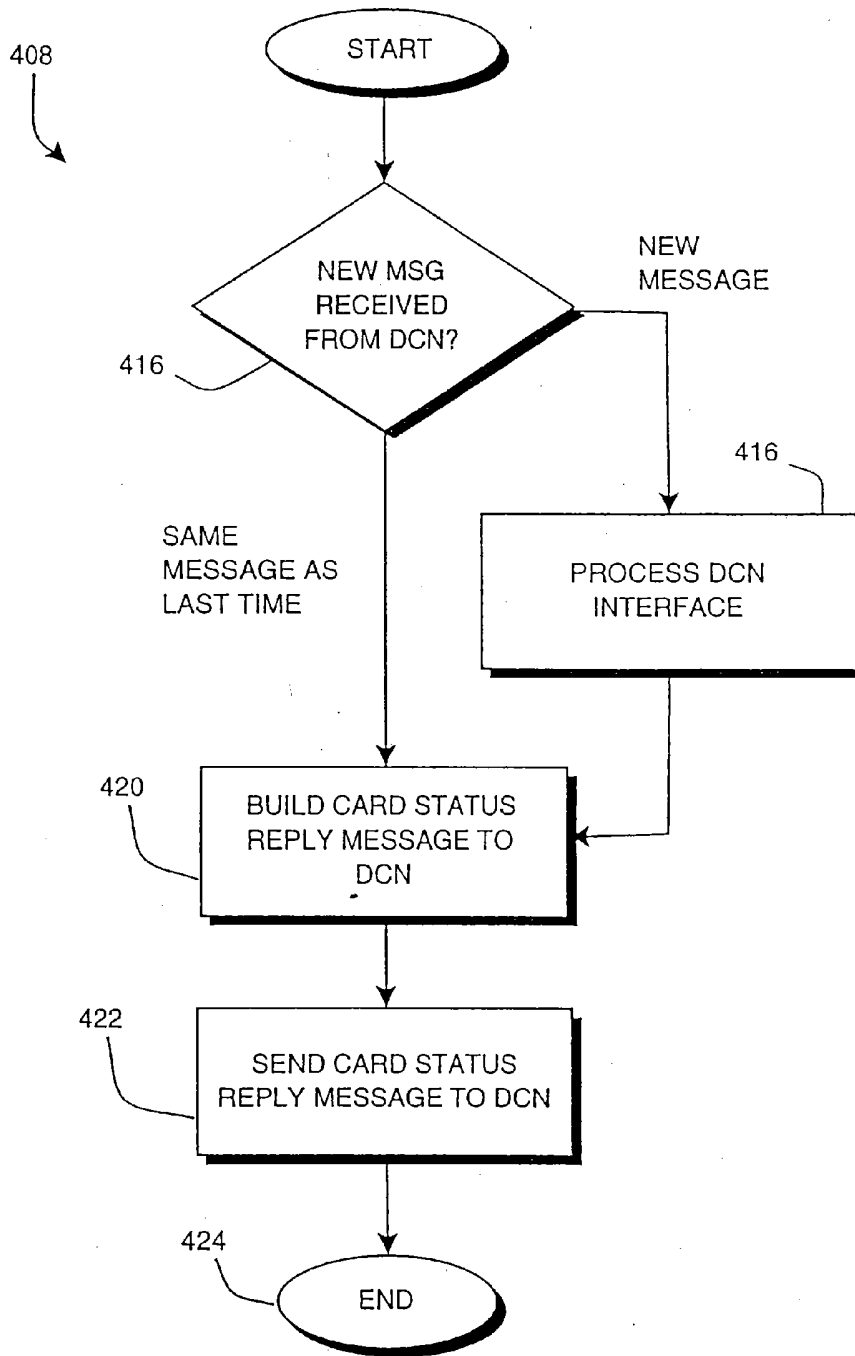 408
START
NEW MSG
RECEIVED
FROM DCN?
416
NEW
MESSAGE
416
PROCESS DCN
INTERFACE
SAME
MESSAGE AS
LAST TIME
420
BUILD CARD STATUS
REPLY MESSAGE TO
DCN
422
SEND CARD STATUS
REPLY MESSAGE TO DCN
424
END